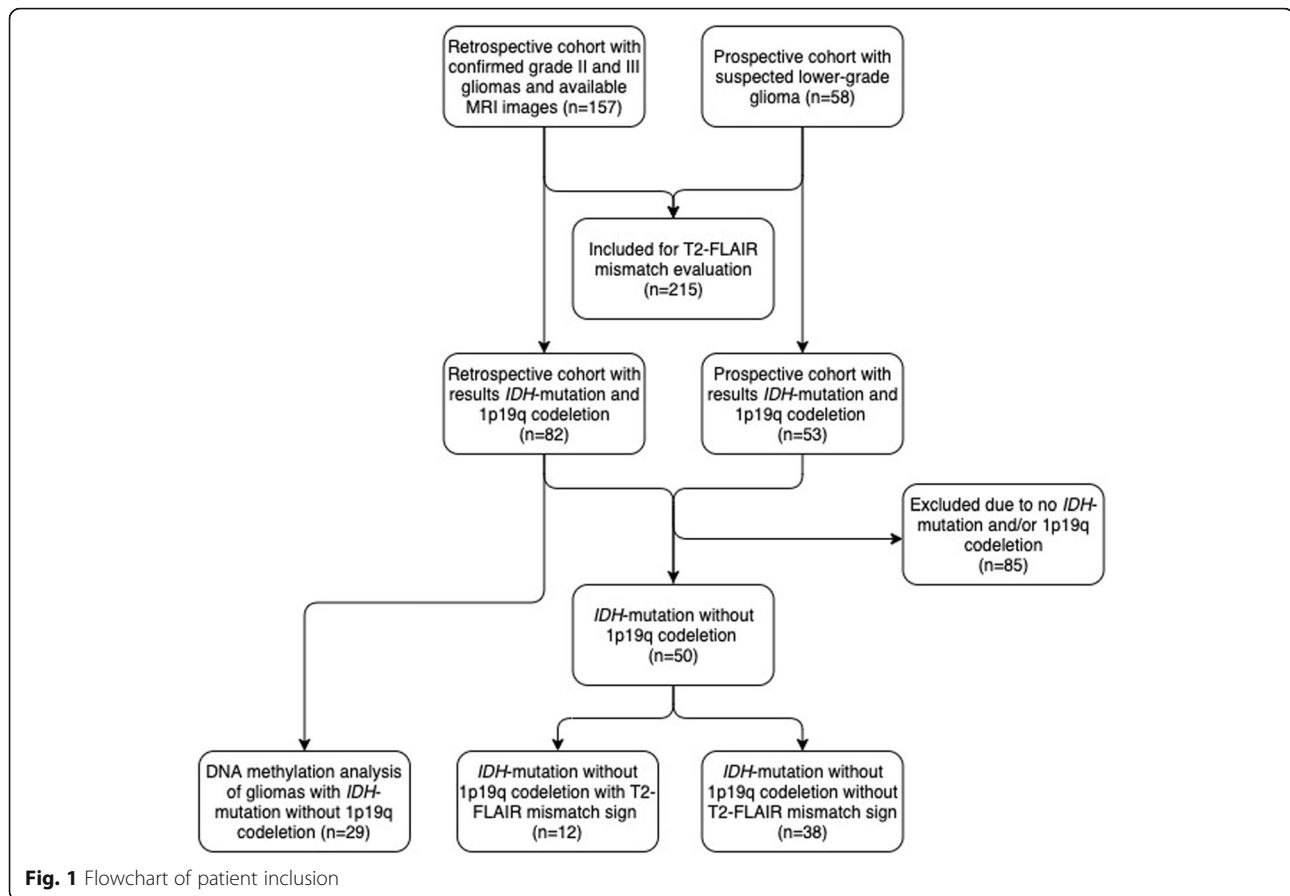 Retrospective cohort with
confirmed grade II and III
gliomas and available
MRI images (n=157)
Prospective cohort with
suspected lower-grade
glioma (n=58)
Included for T2-FLAIR
mismatch evaluation
(n=215)
Retrospective cohort with
results IDH-mutation and
1p19q codeletion
(n=82)
Prospective cohort with
results IDH-mutation and
1p19q codeletion
(n=53)
Excluded due to no IDH-
mutation and/or 1p19q
codeletion
(n=85)
IDH-mutation without
1p19q codeletion
(n=50)
DNA methylation analysis
of gliomas with IDH-
mutation without 1p19q
codeletion (n=29)
IDH-mutation without
1p19q codeletion with T2-
FLAIR mismatch sign
(n=12)
IDH-mutation without
1p19q codeletion without
T2-FLAIR mismatch sign
(n=38)
Fig. 1 Flowchart of patient inclusion